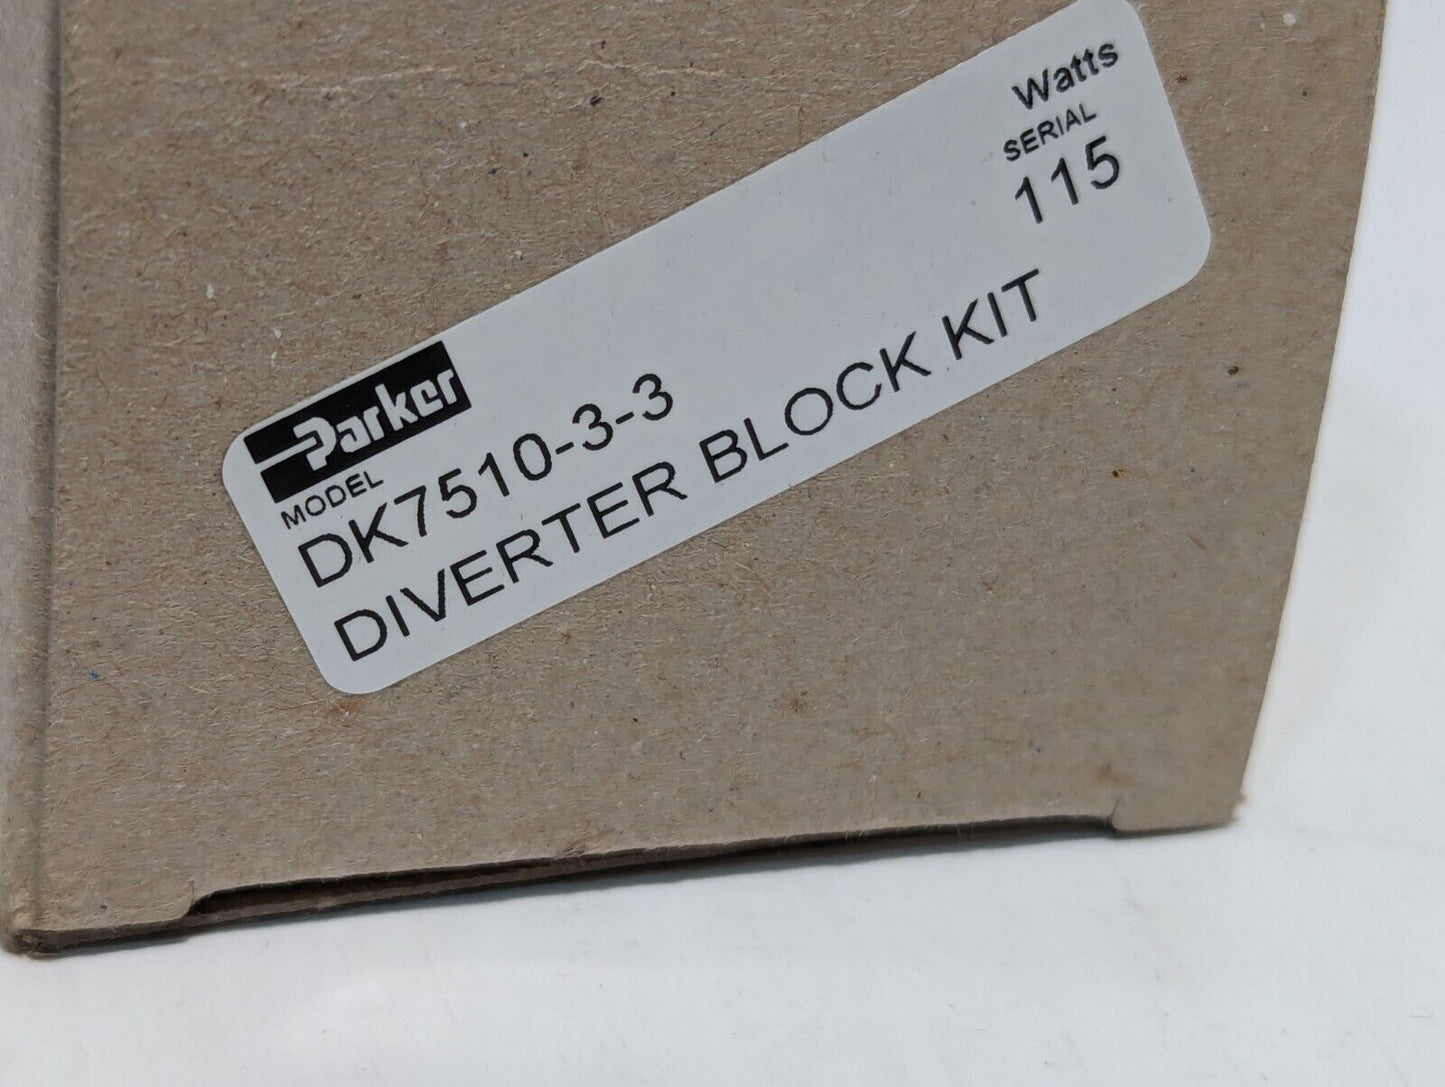 Parker
Watts
MODEL
SERIAL
DK7510-3-3
115
DIVERTER BLOCK KIT